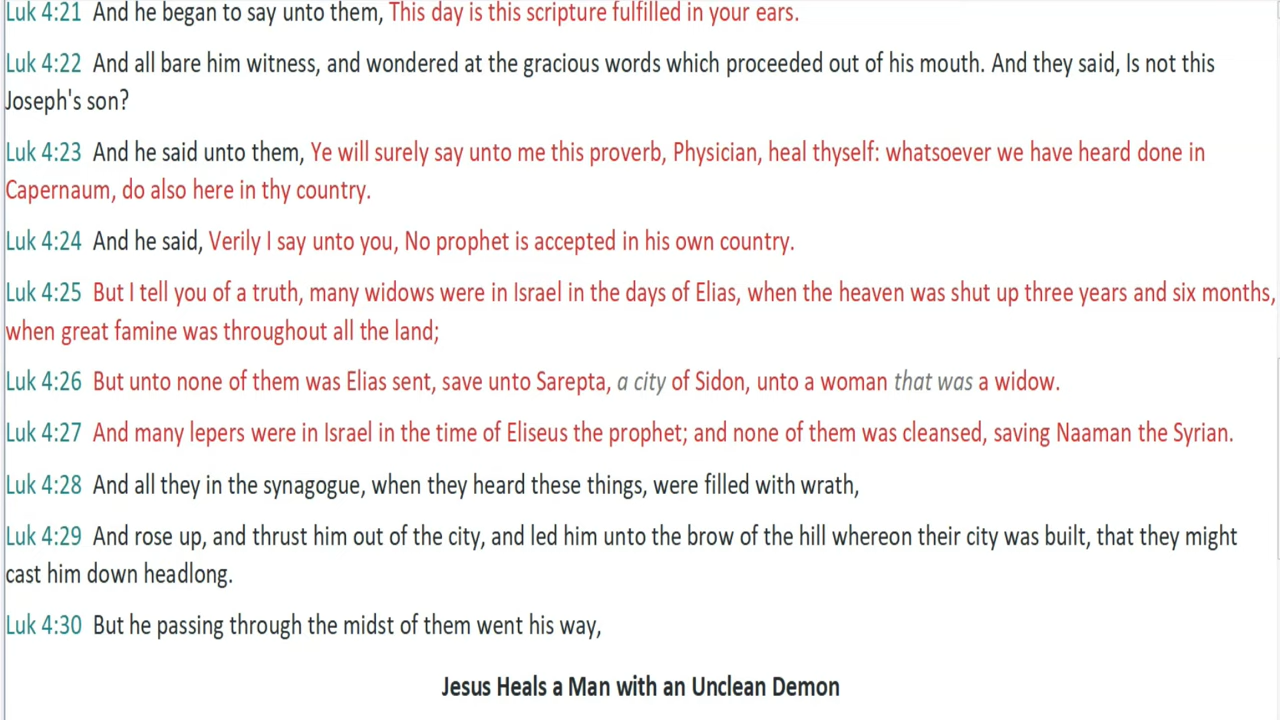 Luk 4:21 And he began to say unto them, This day is this scripture fulfilled in your ears.
Luk 4:22 And all bare him witness, and wondered at the gracious words which proceeded out of his mouth. And they said, Is not this
Joseph's son?
Luk 4:23 And he said unto them, Ye will surely say unto me this proverb, Physician, heal thyself: whatsoever we have heard done in
Capernaum, do also here in thy country.
Luk 4:24 And he said, Verily I say unto you, No prophet is accepted in his own country.
Luk 4:25 But I tell you of a truth, many widows were in Israel in the days of Elias, when the heaven was shut up three years and six months,
when great famine was throughout all the land;
Luk 4:26 But unto none of them was Elias sent, save unto Sarepta, a city of Sidon, unto a woman that was a widow.
Luk 4:27 And many lepers were in Israel in the time of Eliseus the prophet; and none of them was cleansed, saving Naaman the Syrian.
Luk 4:28 And all they in the synagogue, when they heard these things, were filled with wrath,
Luk 4:29 And rose up, and thrust him out of the city, and led him unto the brow of the hill whereon their city was built, that they might
cast him down headlong.
Luk 4:30 But he passing through the midst of them went his way,
Jesus Heals a Man with an Unclean Demon